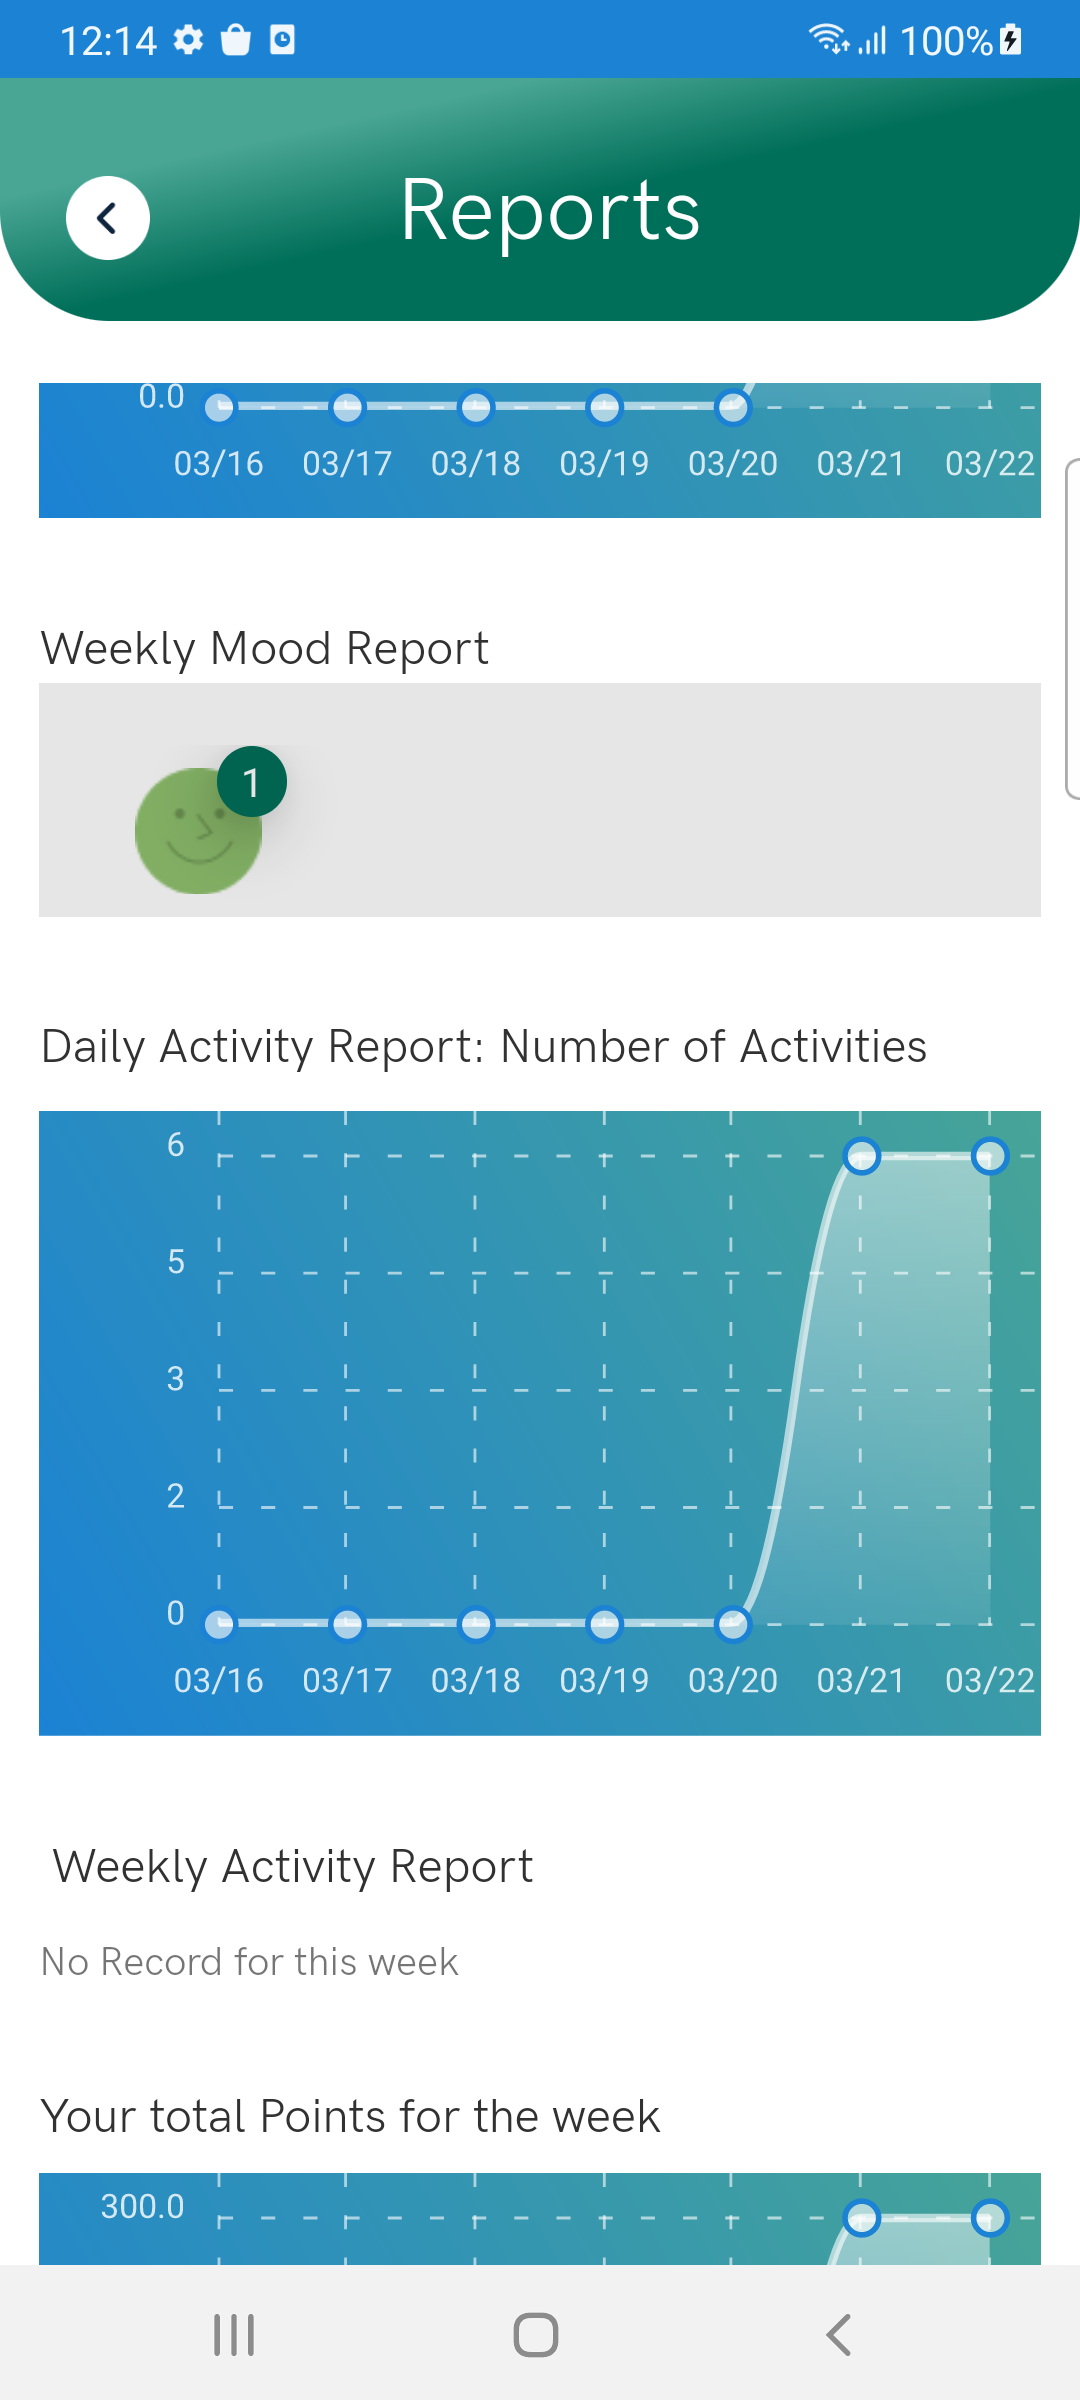 12:14 100%
Reports
0.0
03/16 03/17 03/18 03/19 03/20 03/21 03/22
Weekly Mood Report
1
Daily Activity Report: Number of Activities
6
5
3
2
0
03/16 03/17 03/18 03/19 03/20 03/21 03/22
Weekly Activity Report
No Record for this week
Your total Points for the week
300.0